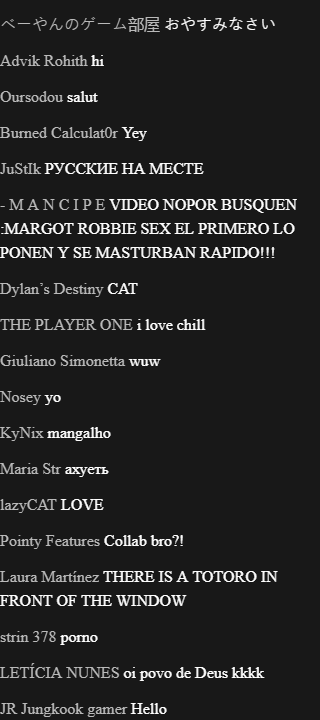 べーやんのゲーム部屋 おやすみなさい
Advik Rohith hi
Oursodou salut
Burned Calculat0r Yey
JuStIk РУССКИЕ НА МЕСТЕ
- M A N C I P E VIDEO NOPOR BUSQUEN
:MARGOT ROBBIE SEX EL PRIMERO LO
PONEN Y SE MASTURBAN RAPIDO!!!
Dylan’s Destiny CAT
THE PLAYER ONE i love chill
Giuliano Simonetta wuw
Nosey yo
KyNix mangalho
Maria Str ахуеть
lazyCAT LOVE
Pointy Features Collab bro?!
Laura Martínez THERE IS A TOTORO IN
FRONT OF THE WINDOW
strin 378 porno
LETÍCIA NUNES oi povo de Deus kkkk
JR Jungkook gamer Hello